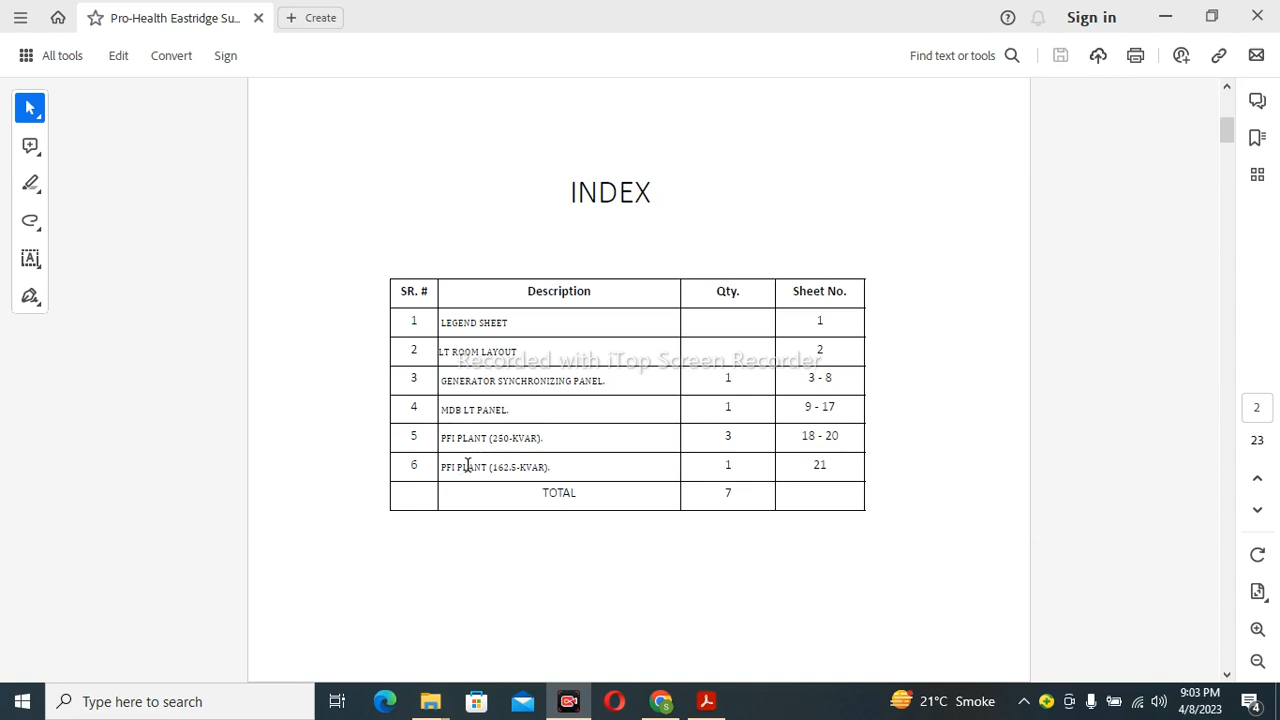 Pro-Health Eastridge Su...
Create
Sign in
All tools
Edit
Convert
Sign
Find text or tools
INDEX
SR. # Description Qty. Sheet No.
1 LEGEND SHEET 1
2 LT ROOM LAYOUT 2
Recorded with iTop Screen Recorder
3 GENERATOR SYNCHRONIZING PANEL. 1 3 - 8
4 MDB LT PANEL. 1 9 - 17
5 PFI PLANT (250-KVAR). 3 18 - 20
6 PFI PLANT (162.5-KVAR). 1 21
TOTAL 7
2
23
Type here to search
21°C Smoke
9:03 PM
4/8/2023
4